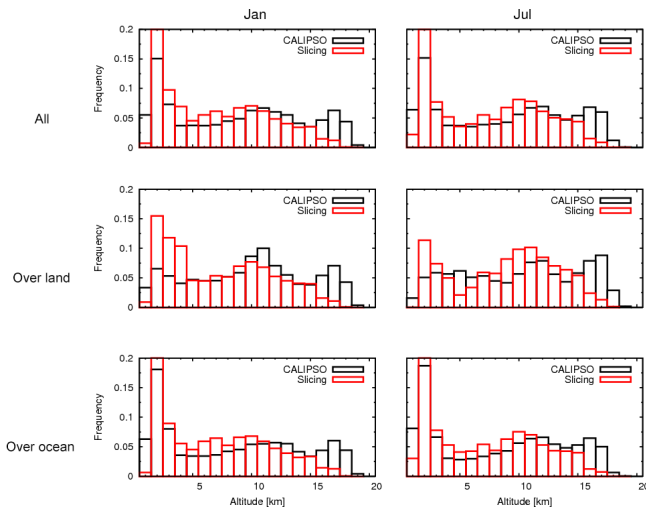 Jan Jul
All
Frequency
0.2
0.15
0.1
0.05
0
CALIPSO
Slicing
CALIPSO
Slicing
Over land
Frequency
0.2
0.15
0.1
0.05
0
CALIPSO
Slicing
CALIPSO
Slicing
Over ocean
Frequency
0.2
0.15
0.1
0.05
0
CALIPSO
Slicing
CALIPSO
Slicing
5 10 15 20 5 10 15 20
Altitude [km] Altitude [km]